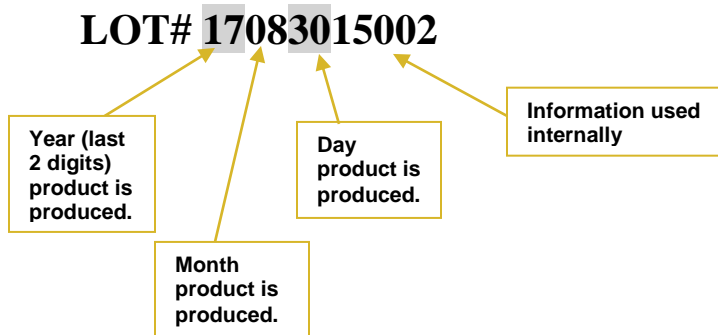 LOT# 17083015002
Year (last
2 digits)
product is
produced.
Month
product is
produced.
Day
product is
produced.
Information used
internally